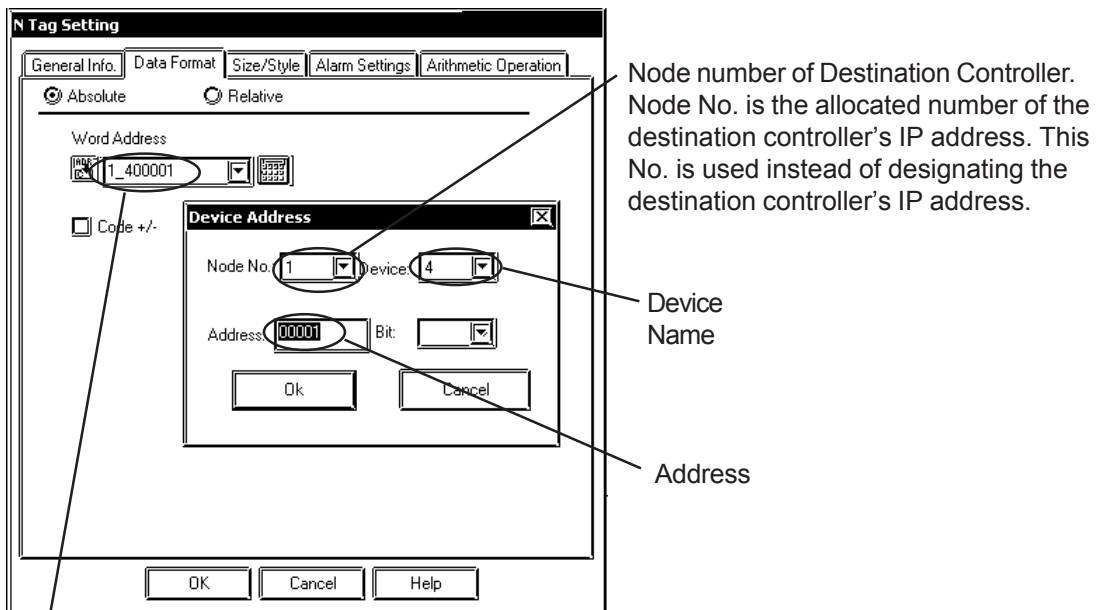 N Tag Setting
General Info. Data Format Size/Style Alarm Settings Arithmetic Operation
Absolute Relative
Word Address
1_400001
Code +/-
Device Address
Node No. 1 Device: 4
Address: 00001 Bit:
Ok Cancel
OK Cancel Help
Node number of Destination Controller.
Node No. is the allocated number of the
destination controller's IP address. This
No. is used instead of designating the
destination controller's IP address.
Device
Name
Address